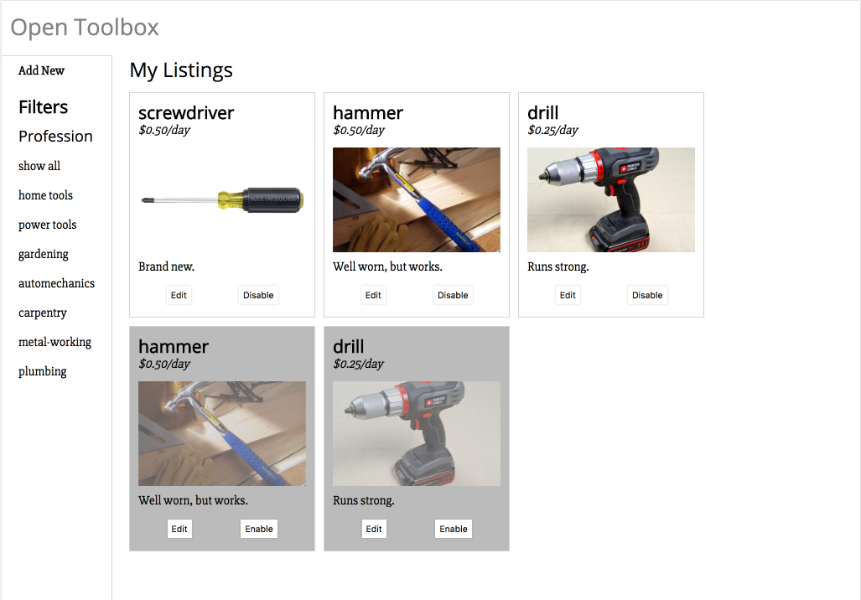 Open Toolbox
Add New
Filters
Profession
show all
home tools
power tools
gardening
automechanics
carpentry
metal-working
plumbing
My Listings
screwdriver
$0.50/day
Brand new.
Edit
Disable
hammer
$0.50/day
Well worn, but works.
Edit
Disable
drill
$0.25/day
Runs strong.
Edit
Disable
hammer
$0.50/day
Well worn, but works.
Edit
Enable
drill
$0.25/day
Runs strong.
Edit
Enable